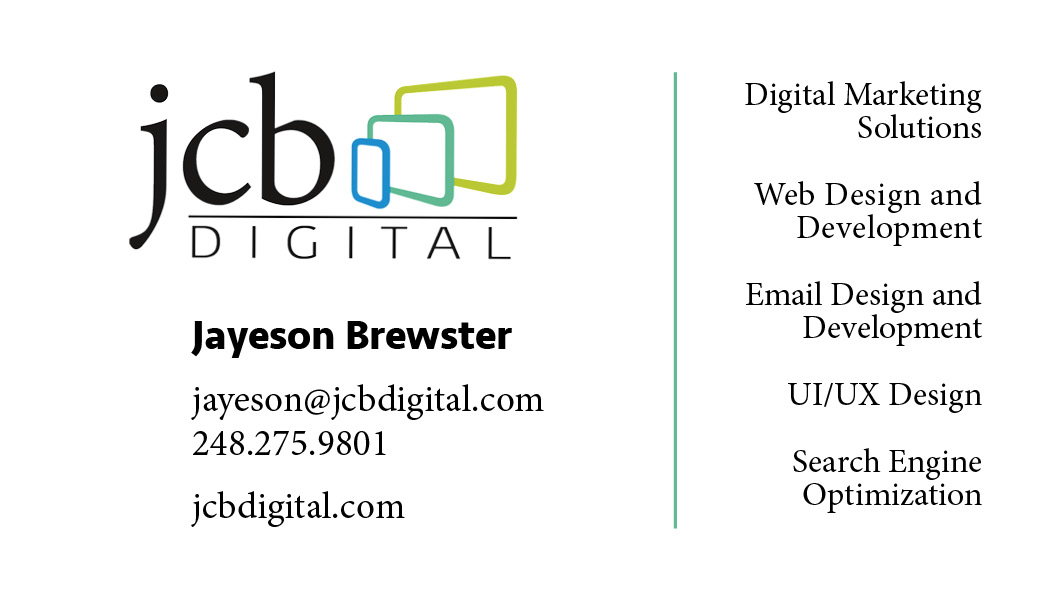 jcb
DIGITAL
Jayeson Brewster
jayeson@jcbdigital.com
248.275.9801
jcbdigital.com
Digital Marketing
Solutions
Web Design and
Development
Email Design and
Development
UI/UX Design
Search Engine
Optimization